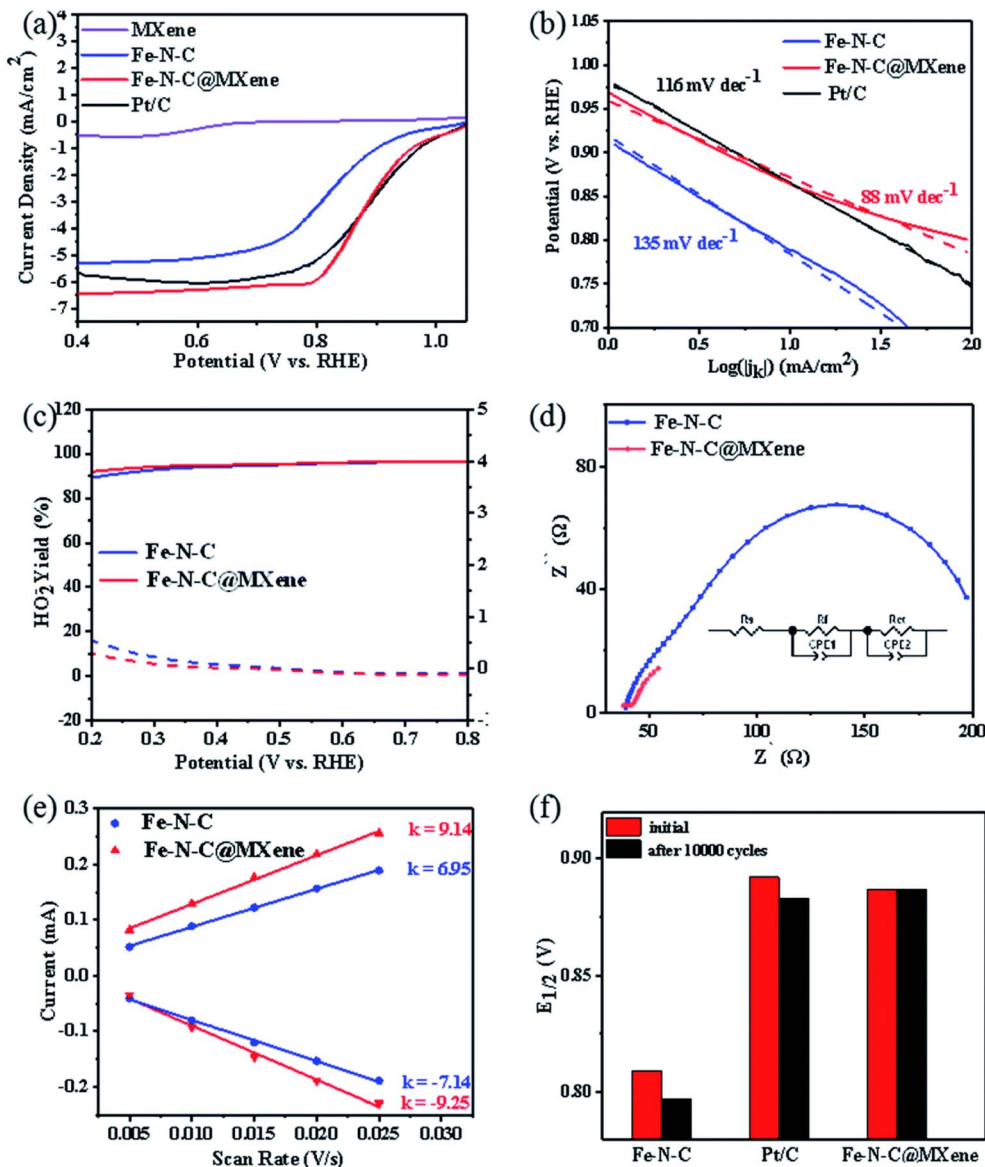 (a)
MXene
Fe-N-C
Fe-N-C@MXene
Pt/C
4
3
2
1
0
-1
-2
-3
-4
-5
-6
-7
Current Density (mA/cm²)
0.4
0.6
0.8
1.0
Potential (V vs. RHE)
(b)
Fe-N-C
Fe-N-C@MXene
Pt/C
116 mV dec⁻¹
88 mV dec⁻¹
135 mV dec⁻¹
1.05
1.00
0.95
0.90
0.85
0.80
0.75
0.70
Potential (V vs. RHE)
0.0
0.5
1.0
1.5
2.0
Log(|jk|) (mA/cm²)
(c)
120
100
80
60
40
20
0
-20
HO₂⁻Yield (%)
5
4
3
2
1
0
Fe-N-C
Fe-N-C@MXene
0.2
0.3
0.4
0.5
0.6
0.7
0.8
Potential (V vs. RHE)
(d)
Fe-N-C
Fe-N-C@MXene
80
40
0
Z`` (Ω)
Rs
Rf
Rct
CPE1
CPE2
50
100
150
200
Z` (Ω)
(e)
Fe-N-C
Fe-N-C@MXene
k = 9.14
k = 6.95
k = -7.14
k = -9.25
0.3
0.2
0.1
0.0
-0.1
-0.2
Current (mA)
0.005
0.010
0.015
0.020
0.025
0.030
Scan Rate (V/s)
(f)
initial
after 10000 cycles
0.90
0.85
0.80
E1/2 (V)
Fe-N-C
Pt/C
Fe-N-C@MXene